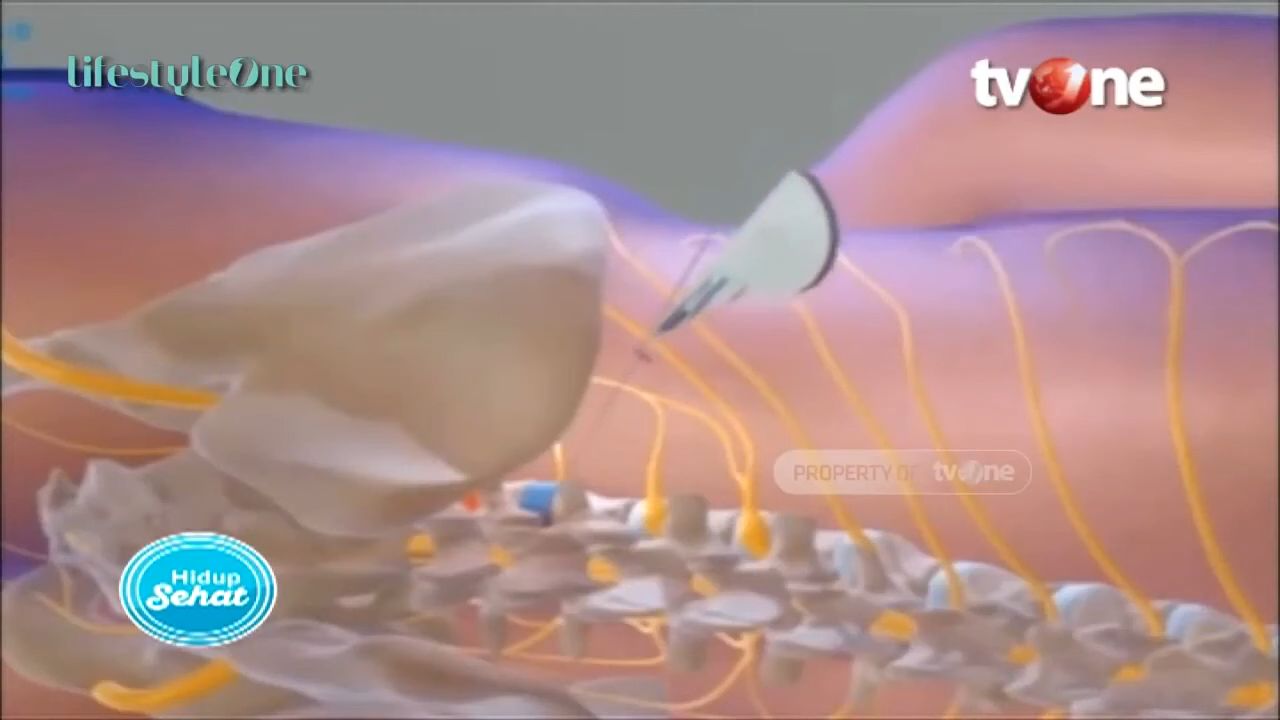 lifestyleOne
tvOne
PROPERTY OF tvOne
Hidup
Sehat